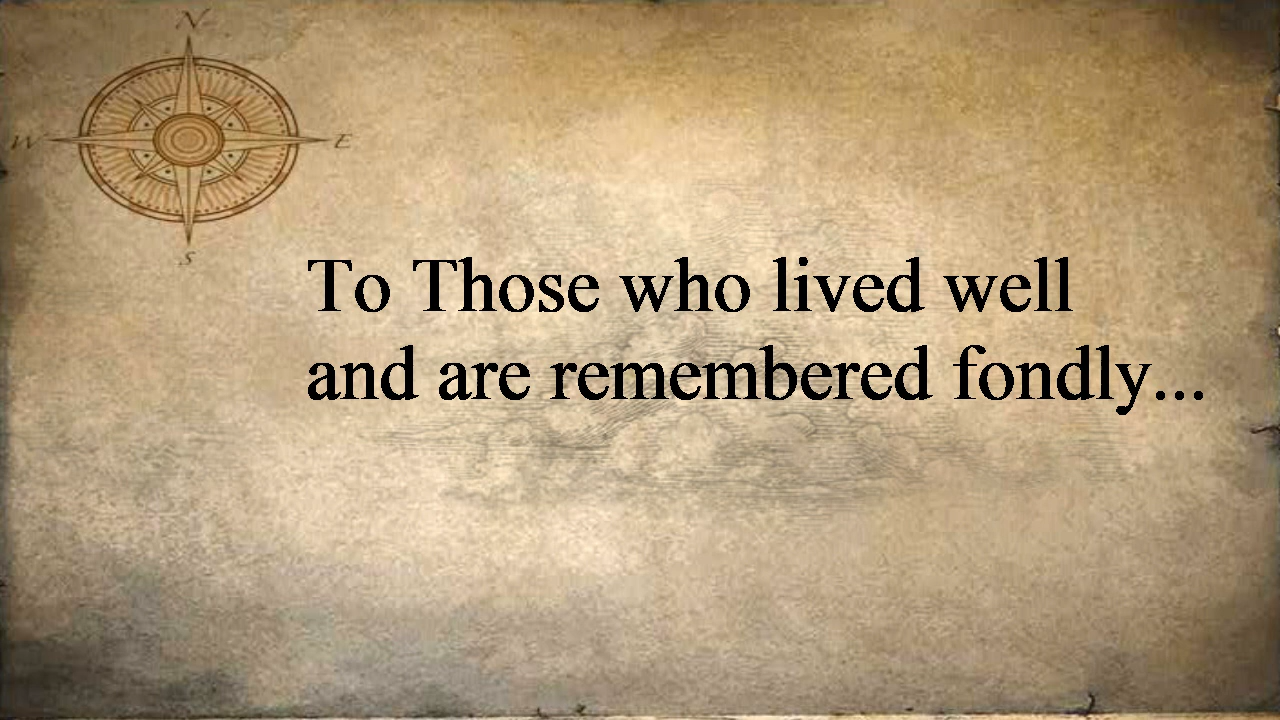 N
W E
S
To Those who lived well
and are remembered fondly...